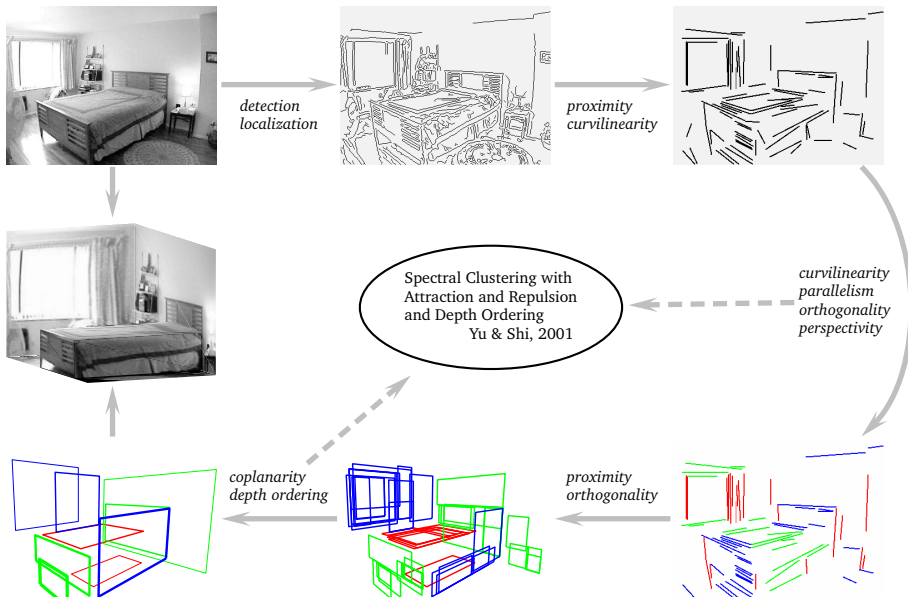 detection
localization
proximity
curvilinearity
Spectral Clustering with
Attraction and Repulsion
and Depth Ordering
Yu & Shi, 2001
curvilinearity
parallelism
orthogonality
perspectivity
coplanarity
depth ordering
proximity
orthogonality